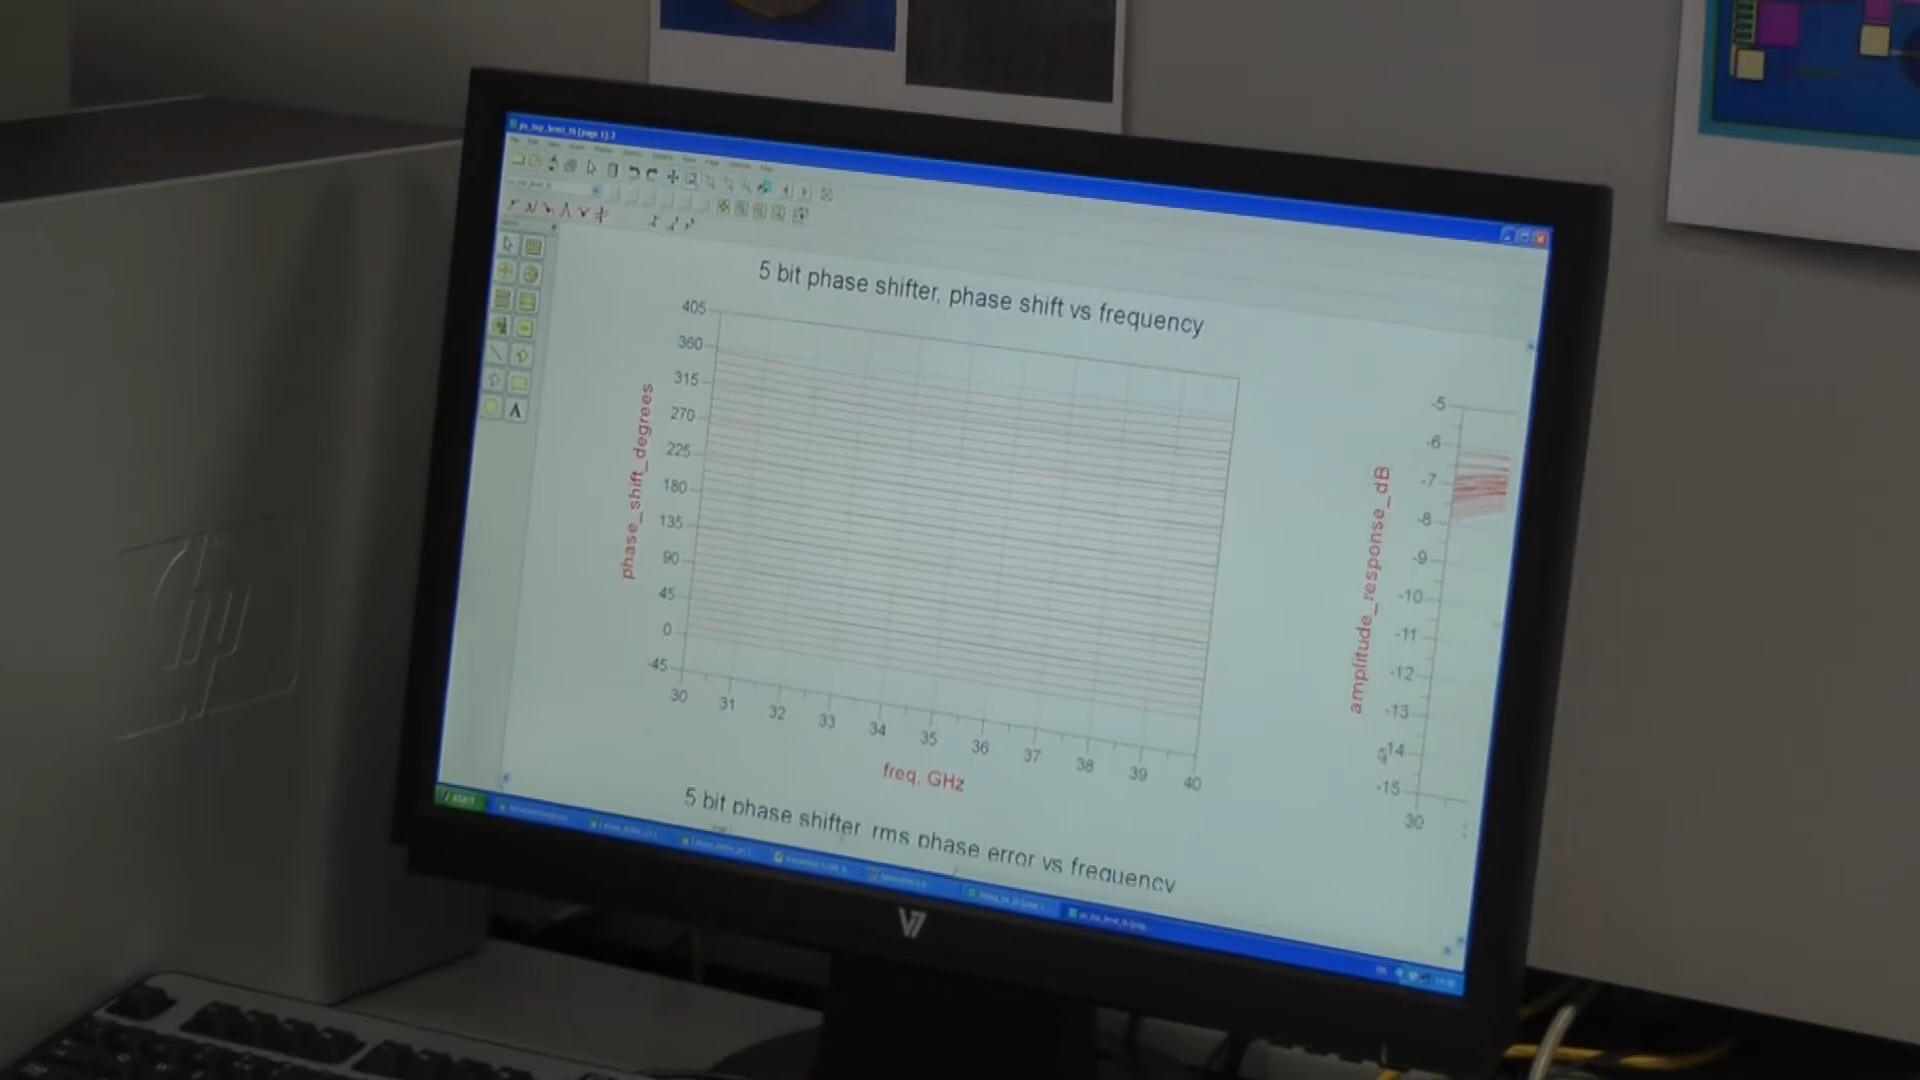 5 bit phase shifter, phase shift vs frequency
405
360
315
270
225
180
135
90
45
0
-45
phase_shift_degrees
30 31 32 33 34 35 36 37 38 39 40
freq, GHz
-5
-6
-7
-8
-9
-10
-11
-12
-13
-14
-15
amplitude_response_dB
30
5 bit phase shifter rms phase error vs frequency
start
hp
V7